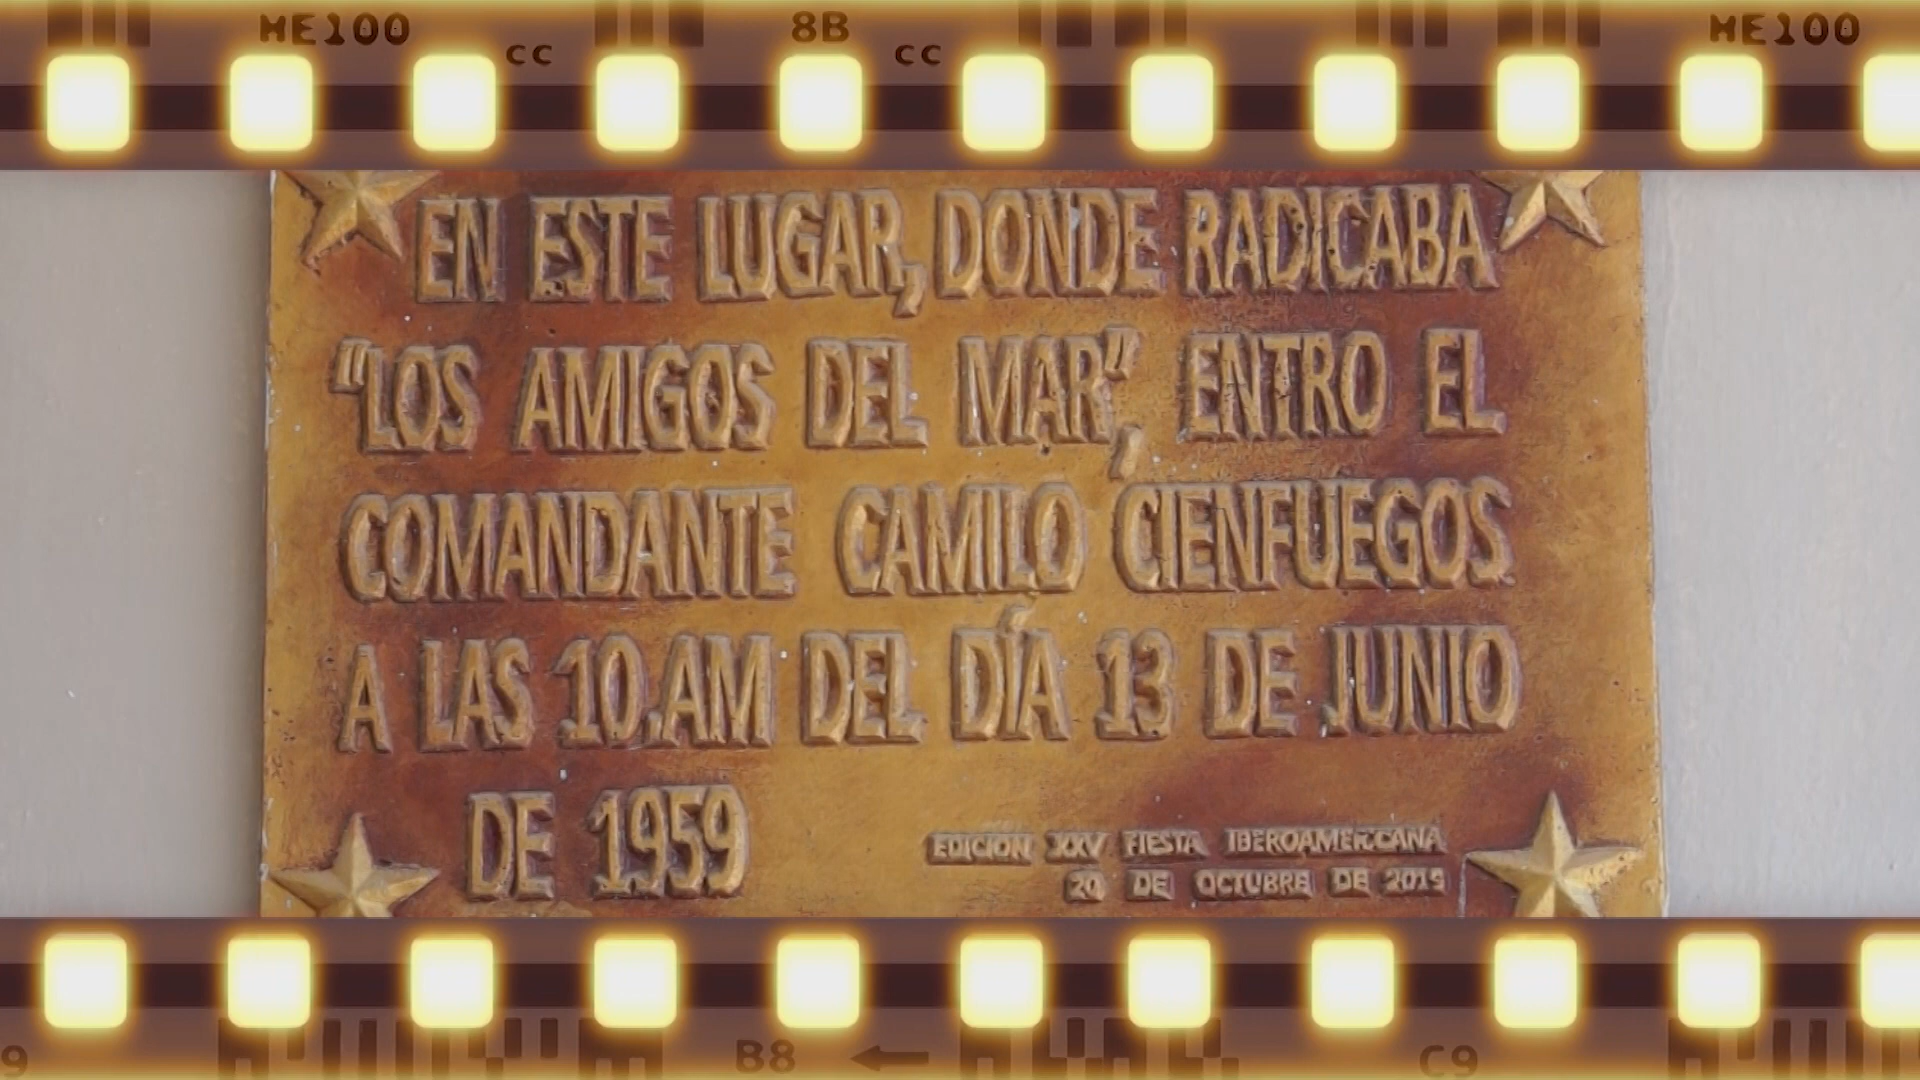 ME100 8B ME100
CC CC
EN ESTE LUGAR, DONDE RADICABA
"LOS AMIGOS DEL MAR", ENTRO EL
COMANDANTE CAMILO CIENFUEGOS
A LAS 10.AM DEL DÍA 13 DE JUNIO
DE 1959
EDICION XXV FIESTA IBEROAMERICANA
20 DE OCTUBRE DE 2019
9 B8 C9